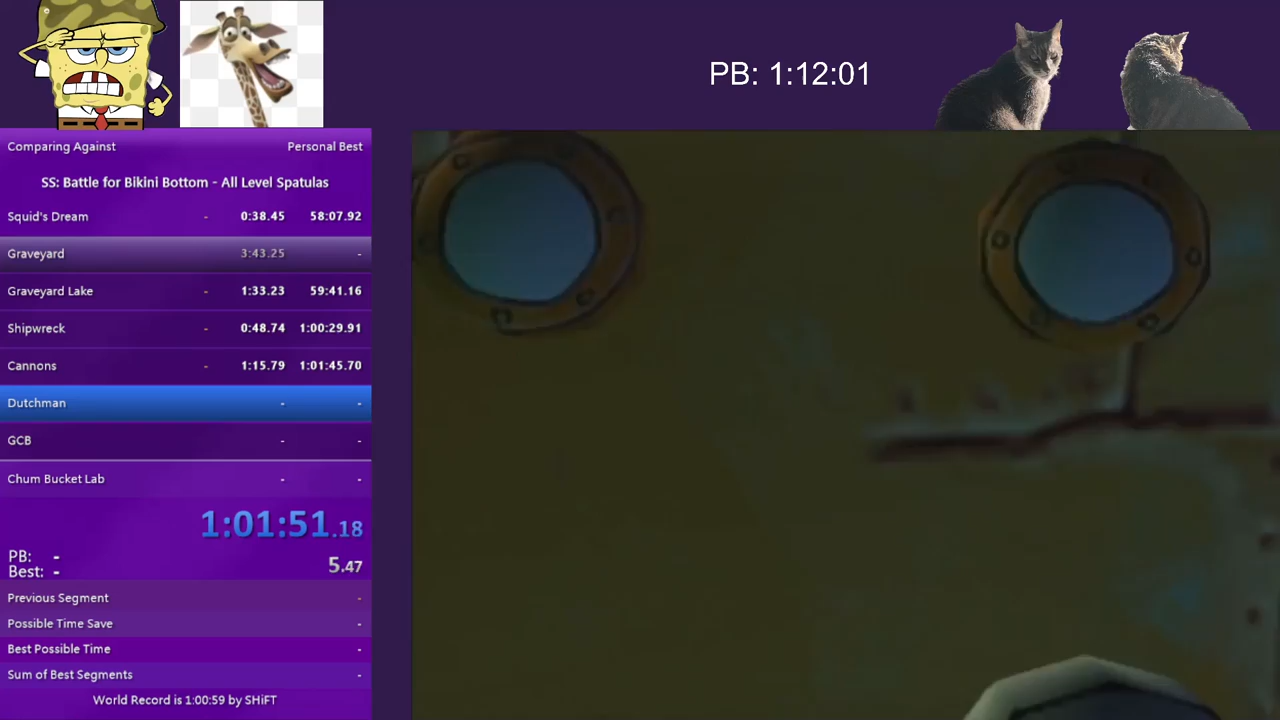 PB: 1:12:01
Comparing Against Personal Best
SS: Battle for Bikini Bottom - All Level Spatulas
Squid's Dream - 0:38.45 58:07.92
Graveyard 3:43.25 -
Graveyard Lake - 1:33.23 59:41.16
Shipwreck - 0:48.74 1:00:29.91
Cannons - 1:15.79 1:01:45.70
Dutchman - -
GCB - -
Chum Bucket Lab - -
1:01:51.18
PB: -
Best: - 5.47
Previous Segment -
Possible Time Save -
Best Possible Time -
Sum of Best Segments -
World Record is 1:00:59 by SHiFT